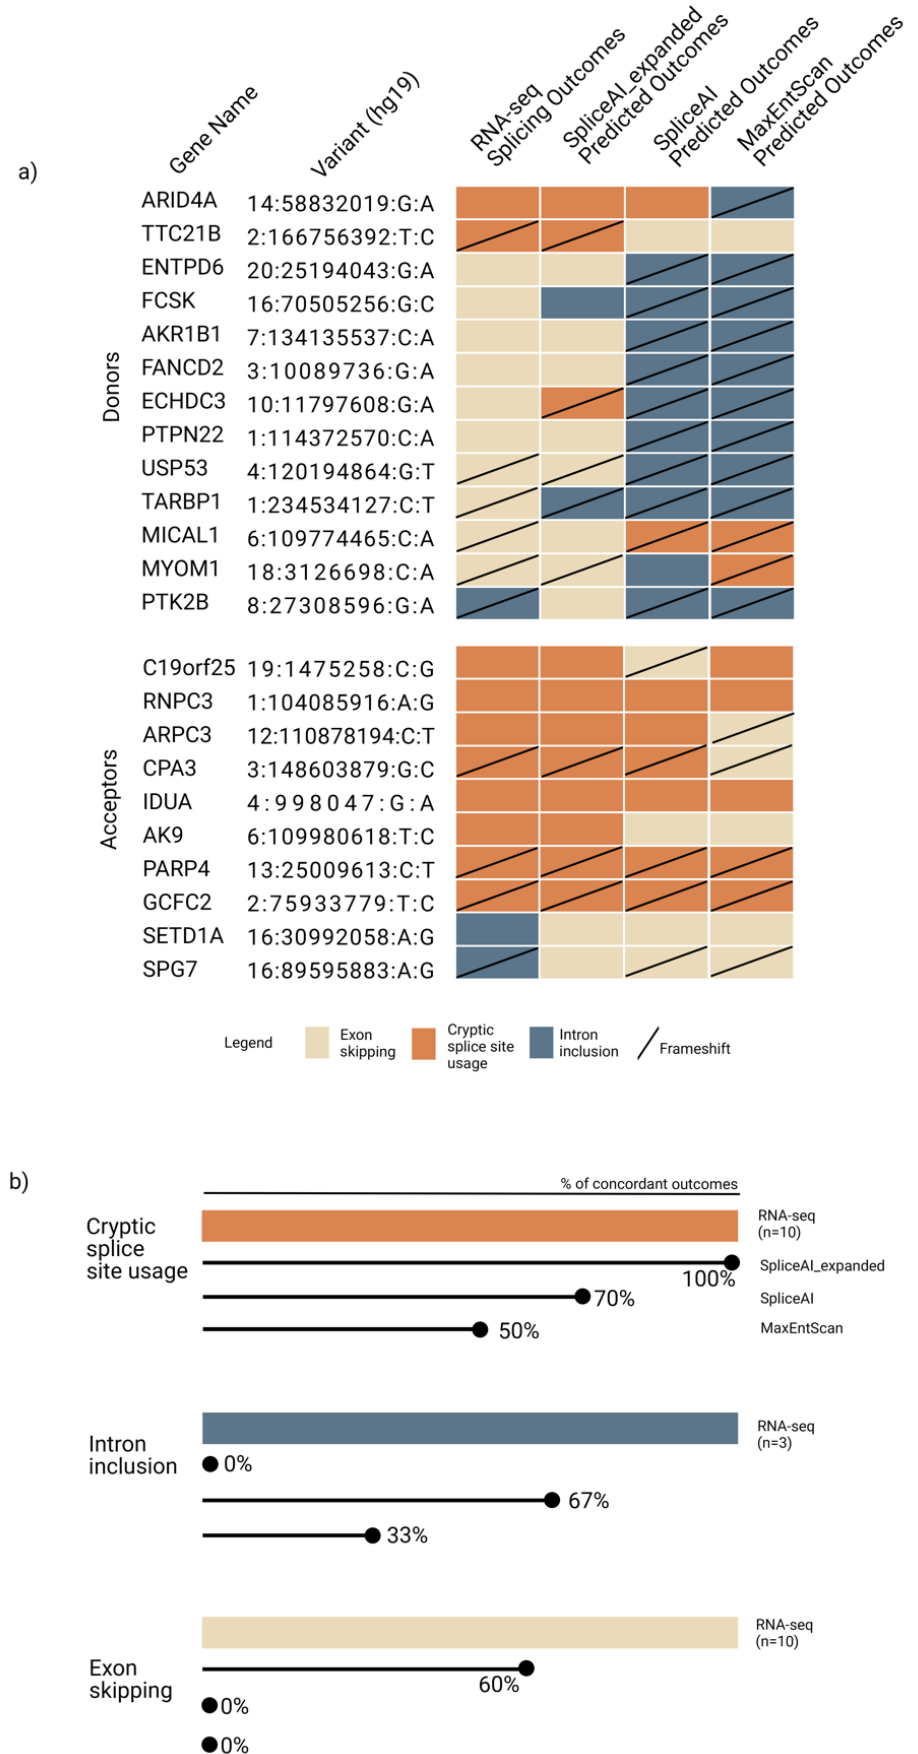 a)
Gene Name
Variant (hg19)
RNA-seq
Splicing Outcomes
SpliceAI_expanded
Predicted Outcomes
SpliceAI
Predicted Outcomes
MaxEntScan
Predicted Outcomes
Donors
ARID4A 14:58832019:G:A
TTC21B 2:166756392:T:C
ENTPD6 20:25194043:G:A
FCSK 16:70505256:G:C
AKR1B1 7:134135537:C:A
FANCD2 3:10089736:G:A
ECHDC3 10:11797608:G:A
PTPN22 1:114372570:C:A
USP53 4:120194864:G:T
TARBP1 1:234534127:C:T
MICAL1 6:109774465:C:A
MYOM1 18:3126698:C:A
PTK2B 8:27308596:G:A
Acceptors
C19orf25 19:1475258:C:G
RNPC3 1:104085916:A:G
ARPC3 12:110878194:C:T
CPA3 3:148603879:G:C
IDUA 4:998047:G:A
AK9 6:109980618:T:C
PARP4 13:25009613:C:T
GCFC2 2:75933779:T:C
SETD1A 16:30992058:A:G
SPG7 16:89595883:A:G
Legend
Exon
skipping
Cryptic
splice site
usage
Intron
inclusion
Frameshift
b)
% of concordant outcomes
Cryptic
splice
site usage
RNA-seq
(n=10)
100%
SpliceAI_expanded
70%
SpliceAI
50%
MaxEntScan
Intron
inclusion
RNA-seq
(n=3)
0%
67%
33%
Exon
skipping
RNA-seq
(n=10)
60%
0%
0%